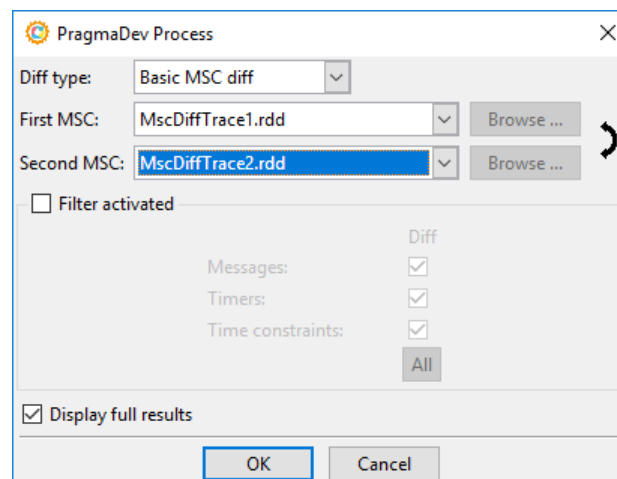 PragmaDev Process
Diff type: Basic MSC diff
First MSC: MscDiffTrace1.rdd Browse ...
Second MSC: MscDiffTrace2.rdd Browse ...
Filter activated
Diff
Messages:
Timers:
Time constraints:
All
Display full results
OK Cancel